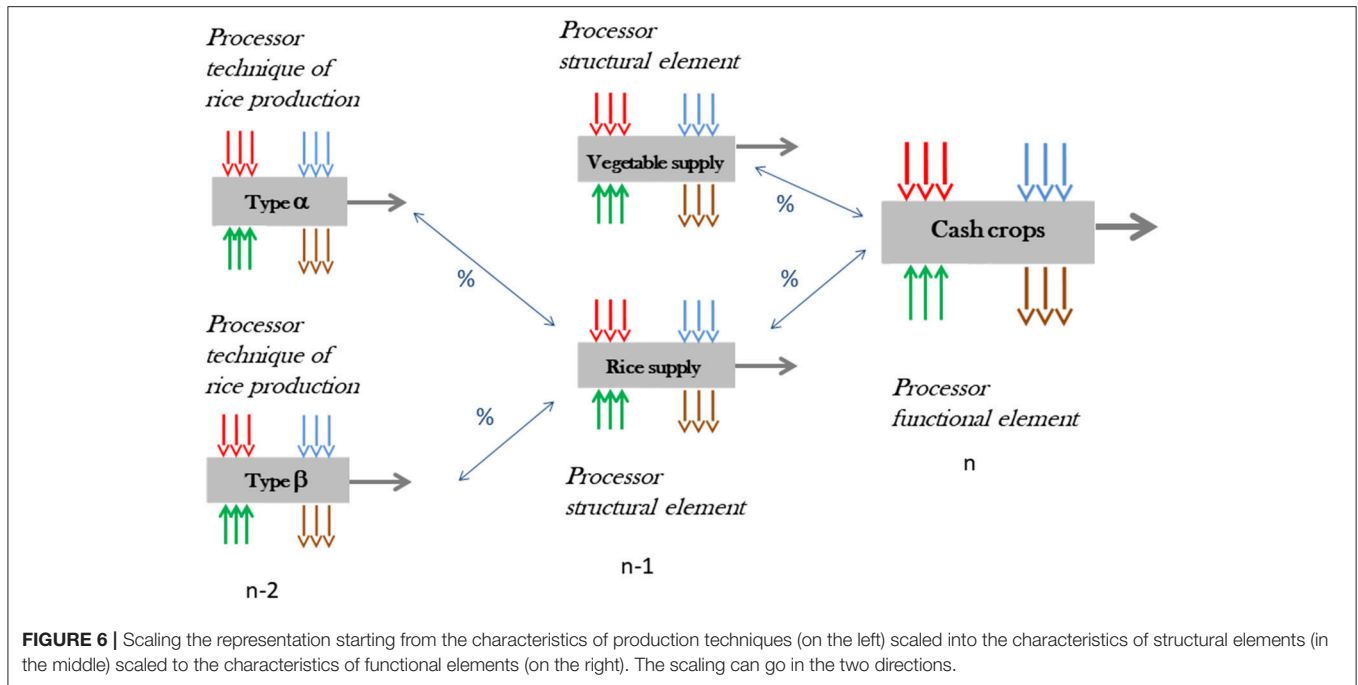 Processor
technique of
rice production
Type α
%
Processor
technique of
rice production
Type β
%
n-2
Processor
structural element
Vegetable supply
%
Rice supply
%
Processor
structural element
n-1
Cash crops
Processor
functional element
n
FIGURE 6 | Scaling the representation starting from the characteristics of production techniques (on the left) scaled into the characteristics of structural elements (in
the middle) scaled to the characteristics of functional elements (on the right). The scaling can go in the two directions.